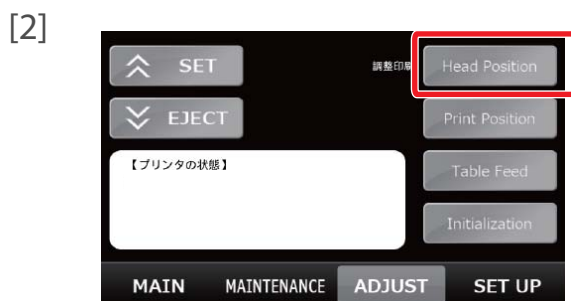 [2]
SET
調整印刷
Head Position
EJECT
Print Position
【プリンタの状態】
Table Feed
Initialization
MAIN
MAINTENANCE
ADJUST
SET UP